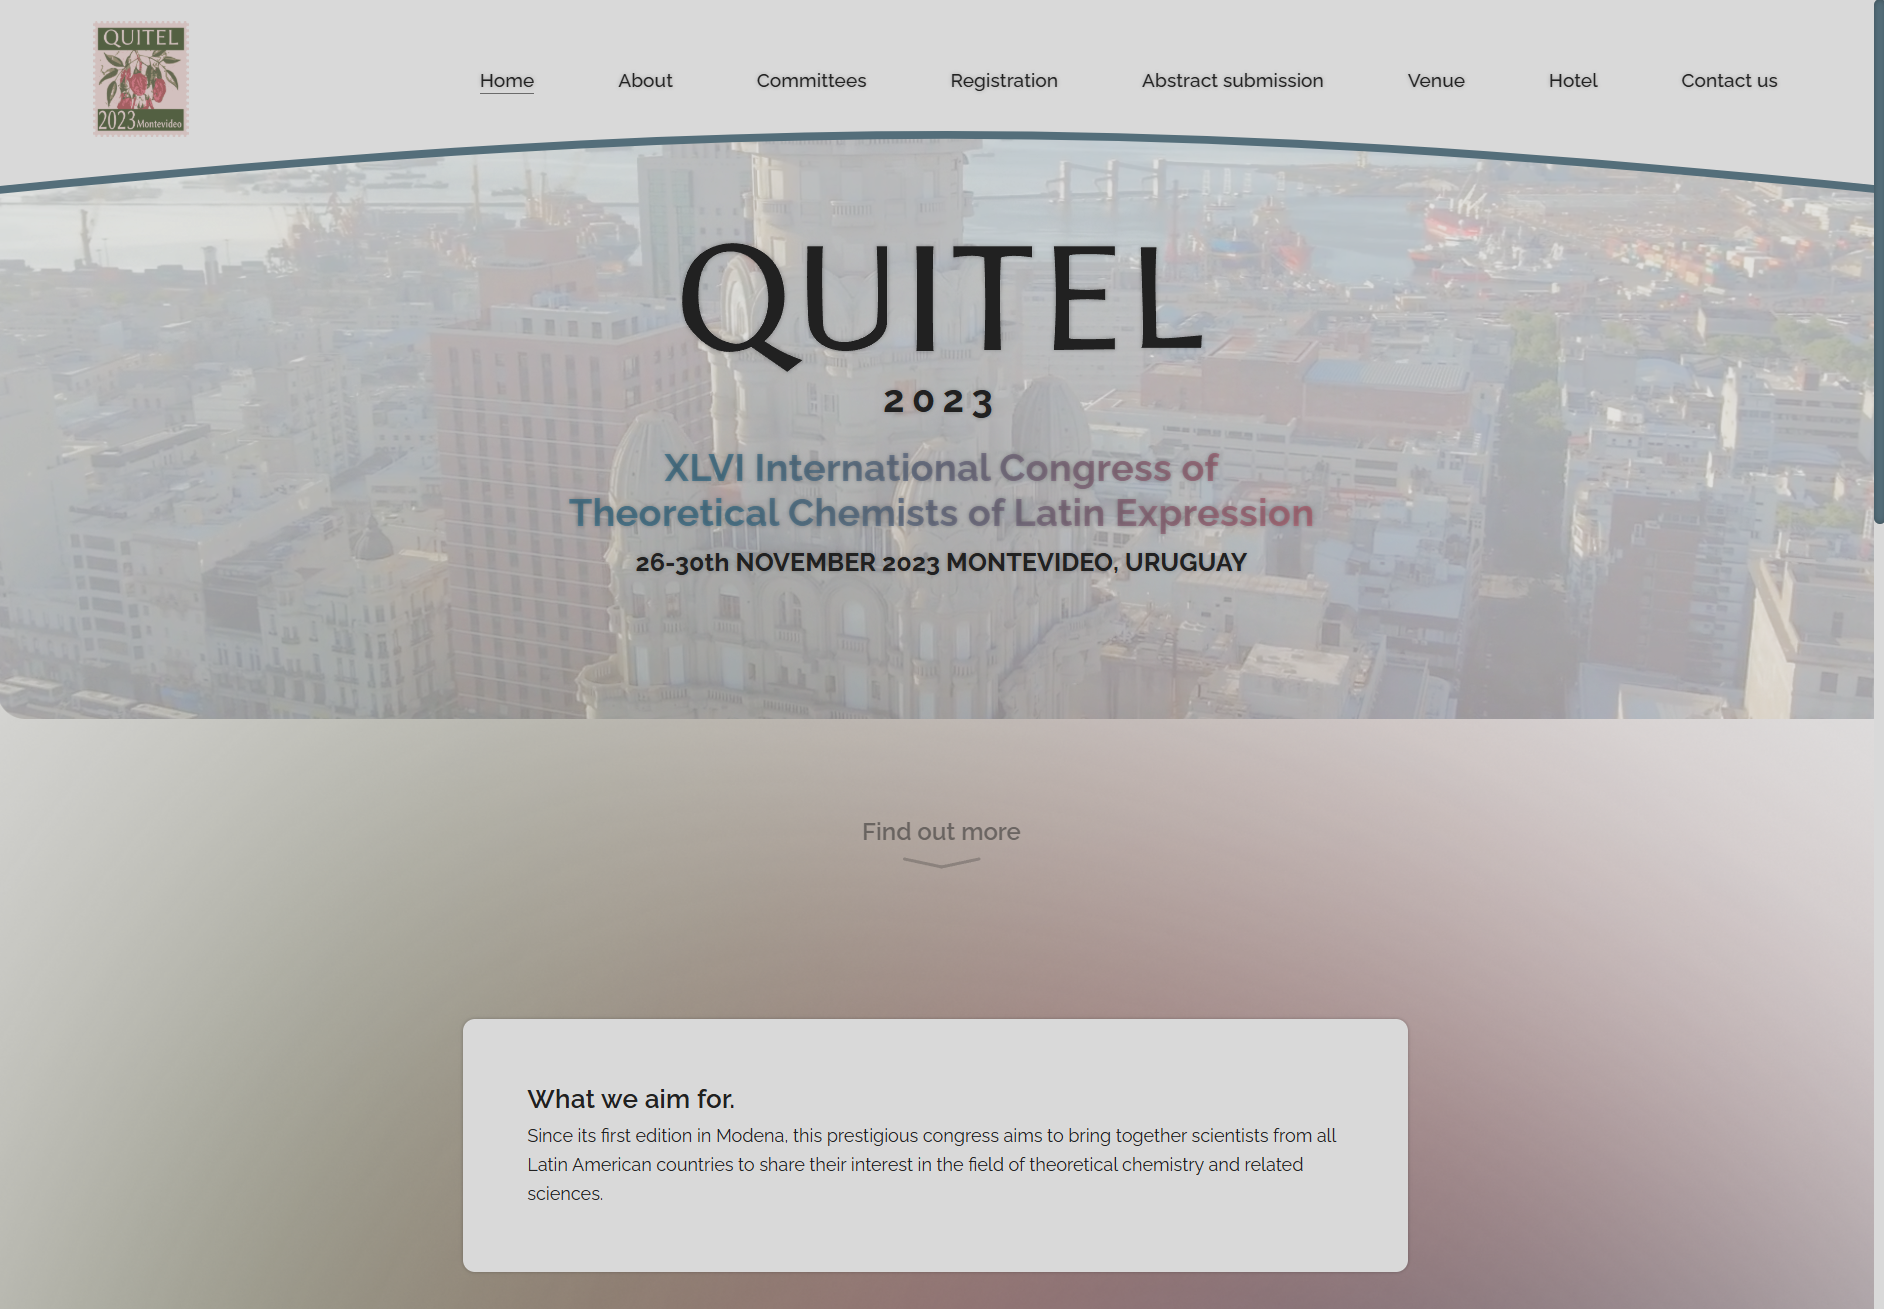 QUITEL
2023 Montevideo
Home About Committees Registration Abstract submission Venue Hotel Contact us
QUITEL
2023
XLVI International Congress of
Theoretical Chemists of Latin Expression
26-30th NOVEMBER 2023 MONTEVIDEO, URUGUAY
Find out more
What we aim for.
Since its first edition in Modena, this prestigious congress aims to bring together scientists from all
Latin American countries to share their interest in the field of theoretical chemistry and related
sciences.